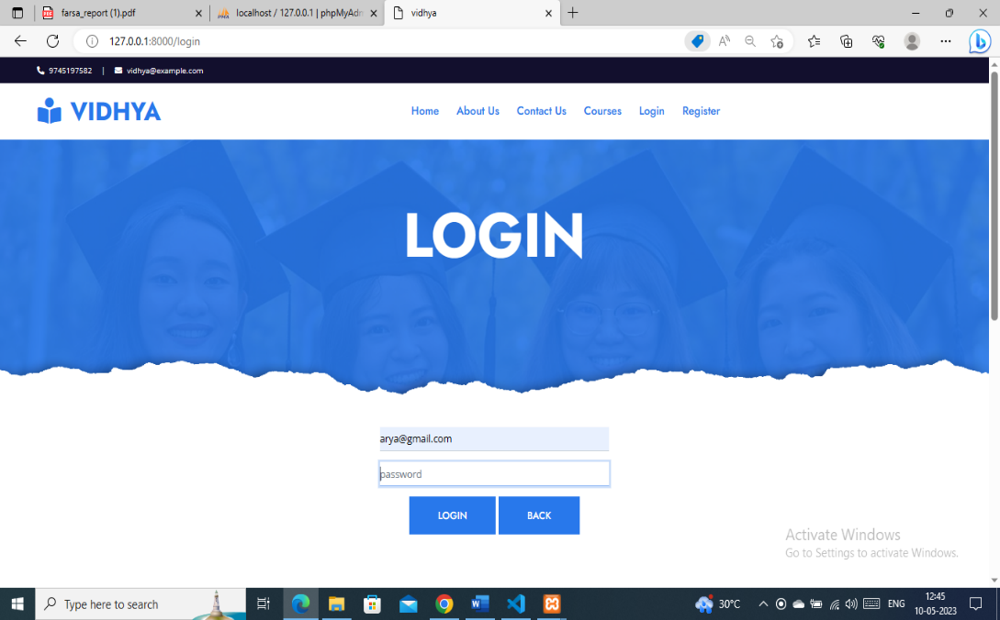 farsa_report (1).pdf
localhost / 127.0.0.1 | phpMyAdm
vidhya
127.0.0.1:8000/login
9745197582 | vidhya@example.com
VIDHYA
Home About Us Contact Us Courses Login Register
LOGIN
arya@gmail.com
password
LOGIN BACK
Activate Windows
Go to Settings to activate Windows.
Type here to search
30°C
ENG
12:45
10-05-2023